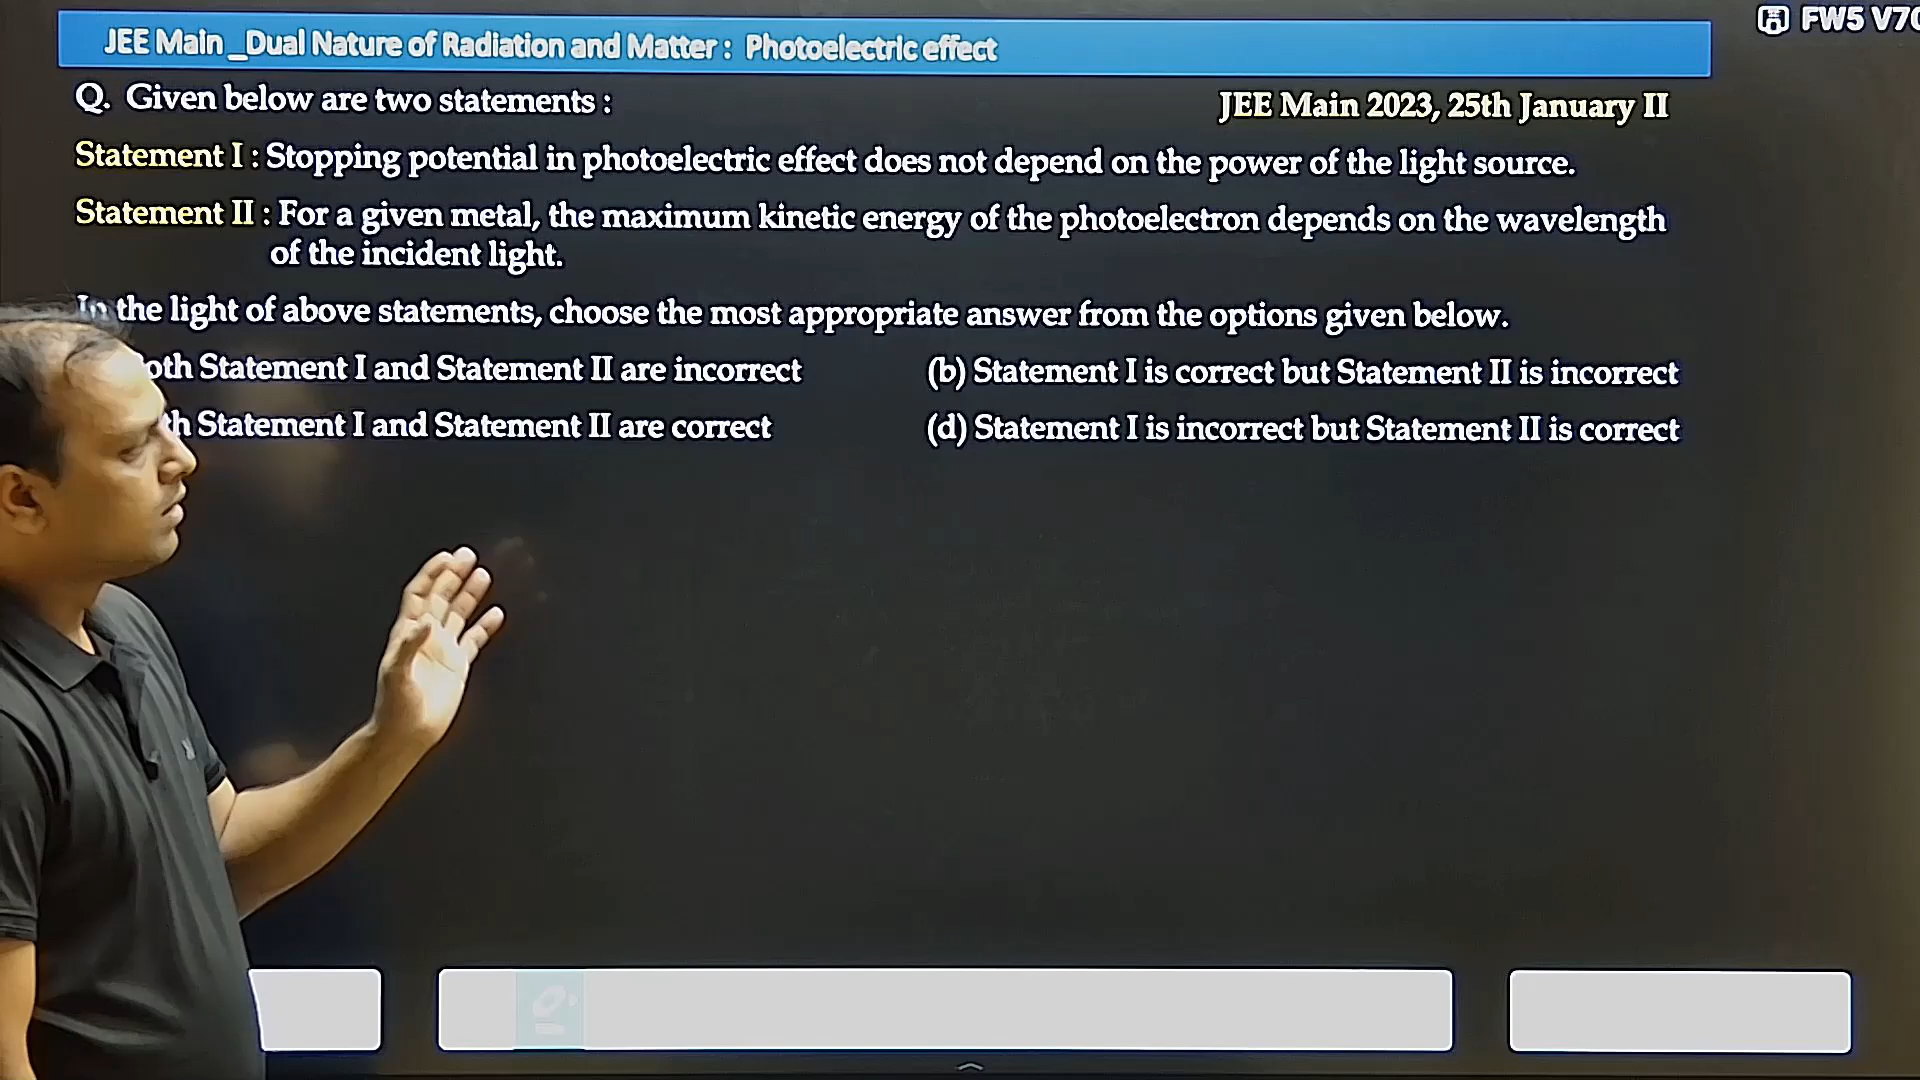 FW5 V70
JEE Main _Dual Nature of Radiation and Matter : Photoelectric effect
Q. Given below are two statements :
JEE Main 2023, 25th January II
Statement I : Stopping potential in photoelectric effect does not depend on the power of the light source.
Statement II : For a given metal, the maximum kinetic energy of the photoelectron depends on the wavelength
of the incident light.
In the light of above statements, choose the most appropriate answer from the options given below.
Statement I and Statement II are incorrect
(b) Statement I is correct but Statement II is incorrect
Statement I and Statement II are correct
(d) Statement I is incorrect but Statement II is correct